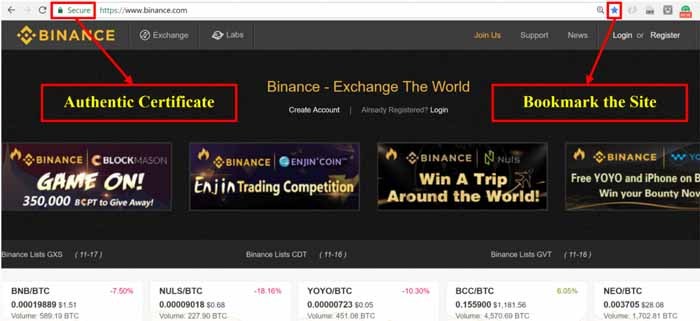 Secure https://www.binance.com
BINANCE Exchange Labs Join Us Support News Login or Register
Authentic Certificate
Bookmark the Site
Binance - Exchange The World
Create Account | Already Registered? Login
BINANCE BLOCKMASON
GAME ON!
350,000 BCPT to Give Away!
BINANCE ENJIN COIN
Enjin Trading Competition
BINANCE Nuls
Win A Trip
Around the World!
BINANCE YO
Free YOYO and iPhone on B
Win your Bounty Now
Binance Lists GXS ( 11-17 ) Binance Lists CDT ( 11-16 ) Binance Lists GVT ( 11-16 )
BNB/BTC -7.50% NULS/BTC -18.16% YOYO/BTC -10.30% BCC/BTC 6.05% NEO/BTC
0.00019889 $1.51 0.00009018 $0.68 0.00000723 $0.05 0.155900 $1,181.56 0.003705 $28.08
Volume: 589.19 BTC Volume: 227.90 BTC Volume: 451.08 BTC Volume: 4,570.69 BTC Volume: 1,702.81 BTC